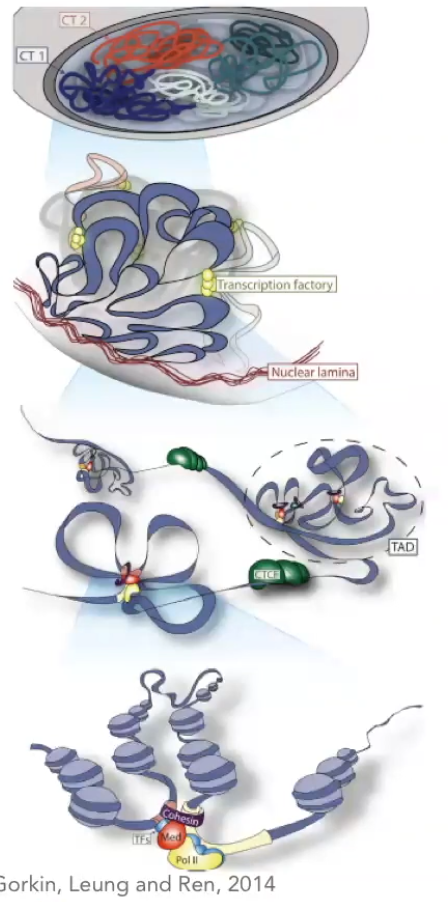 CT 2
CT 1
Transcription factory
Nuclear lamina
TAD
CTCF
Cohesin
TFs
Med
Pol II
Gorkin, Leung and Ren, 2014